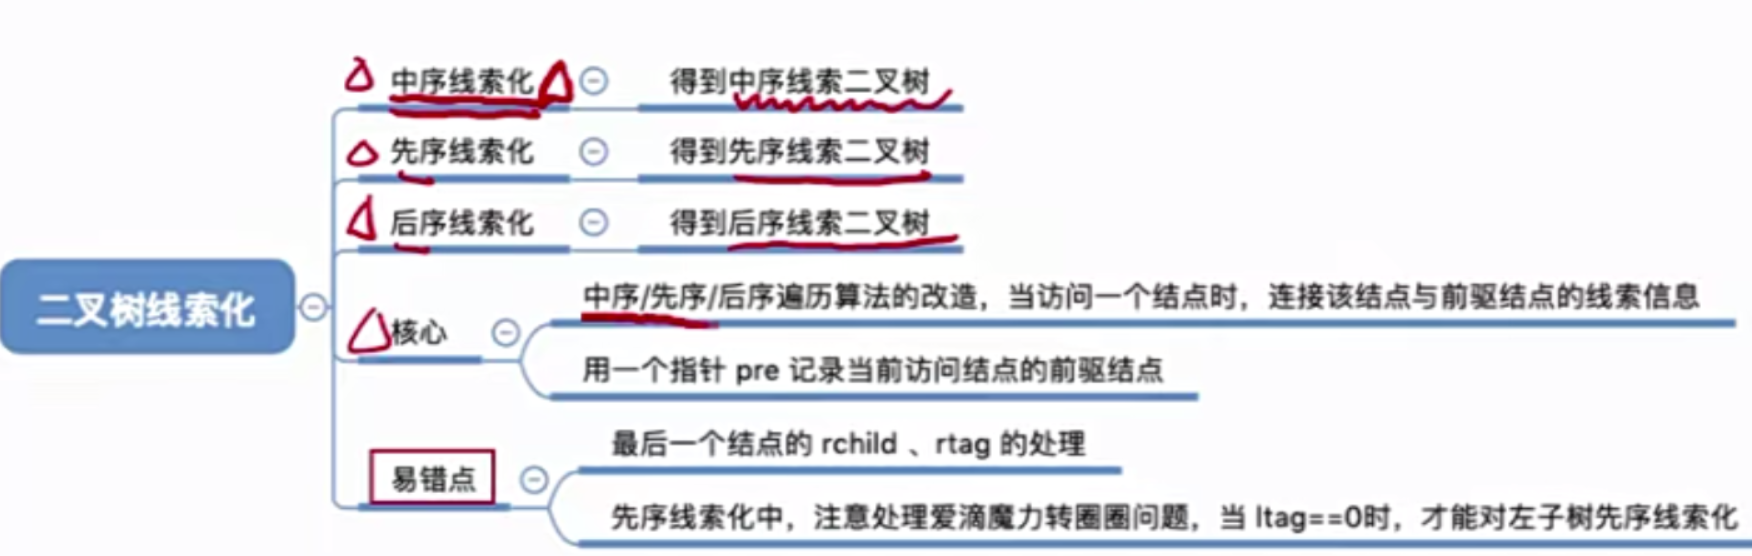 中序线索化 得到中序线索二叉树
先序线索化 得到先序线索二叉树
后序线索化 得到后序线索二叉树
二叉树线索化
中序/先序/后序遍历算法的改造，当访问一个结点时，连接该结点与前驱结点的线索信息
核心
用一个指针 pre 记录当前访问结点的前驱结点
最后一个结点的 rchild 、rtag 的处理
易错点
先序线索化中，注意处理爱滴魔力转圈圈问题，当 ltag==0时，才能对左子树先序线索化